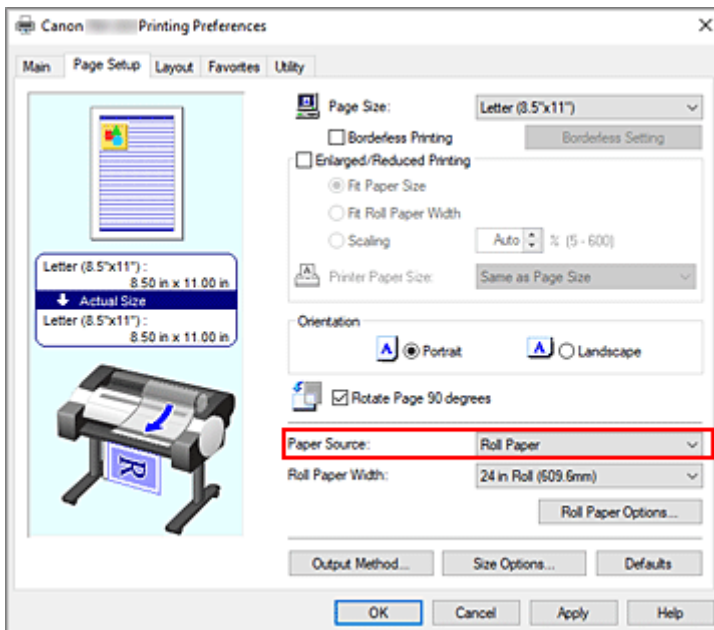 Canon Printing Preferences
Main Page Setup Layout Favorites Utility
Page Size: Letter (8.5"x11")
Borderless Printing Borderless Setting
Enlarged/Reduced Printing
Fit Paper Size
Fit Roll Paper Width
Scaling Auto % (5 - 600)
Printer Paper Size: Same as Page Size
Letter (8.5"x11") :
8.50 in x 11.00 in
Actual Size
Letter (8.5"x11") :
8.50 in x 11.00 in
Orientation
A Portrait A Landscape
Rotate Page 90 degrees
Paper Source: Roll Paper
Roll Paper Width: 24 in Roll (609.6mm)
R
Roll Paper Options...
Output Method... Size Options... Defaults
OK Cancel Apply Help